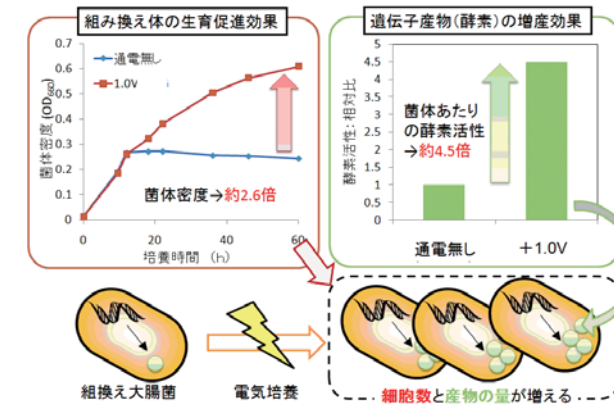 組み換え体の生育促進効果
0.7
0.6
0.5
0.4
0.3
0.2
0.1
0
菌体密度(OD660)
通電無し
1.0V
菌体密度→約2.6倍
0
20
40
60
培養時間 (h)
遺伝子産物(酵素)の増産効果
5
4.5
4
3.5
3
2.5
2
1.5
1
0.5
0
酵素活性：相対比
菌体あたり
の酵素活性
→約4.5倍
通電無し
＋1.0V
組換え大腸菌
電気培養
細胞数と産物の量が増える